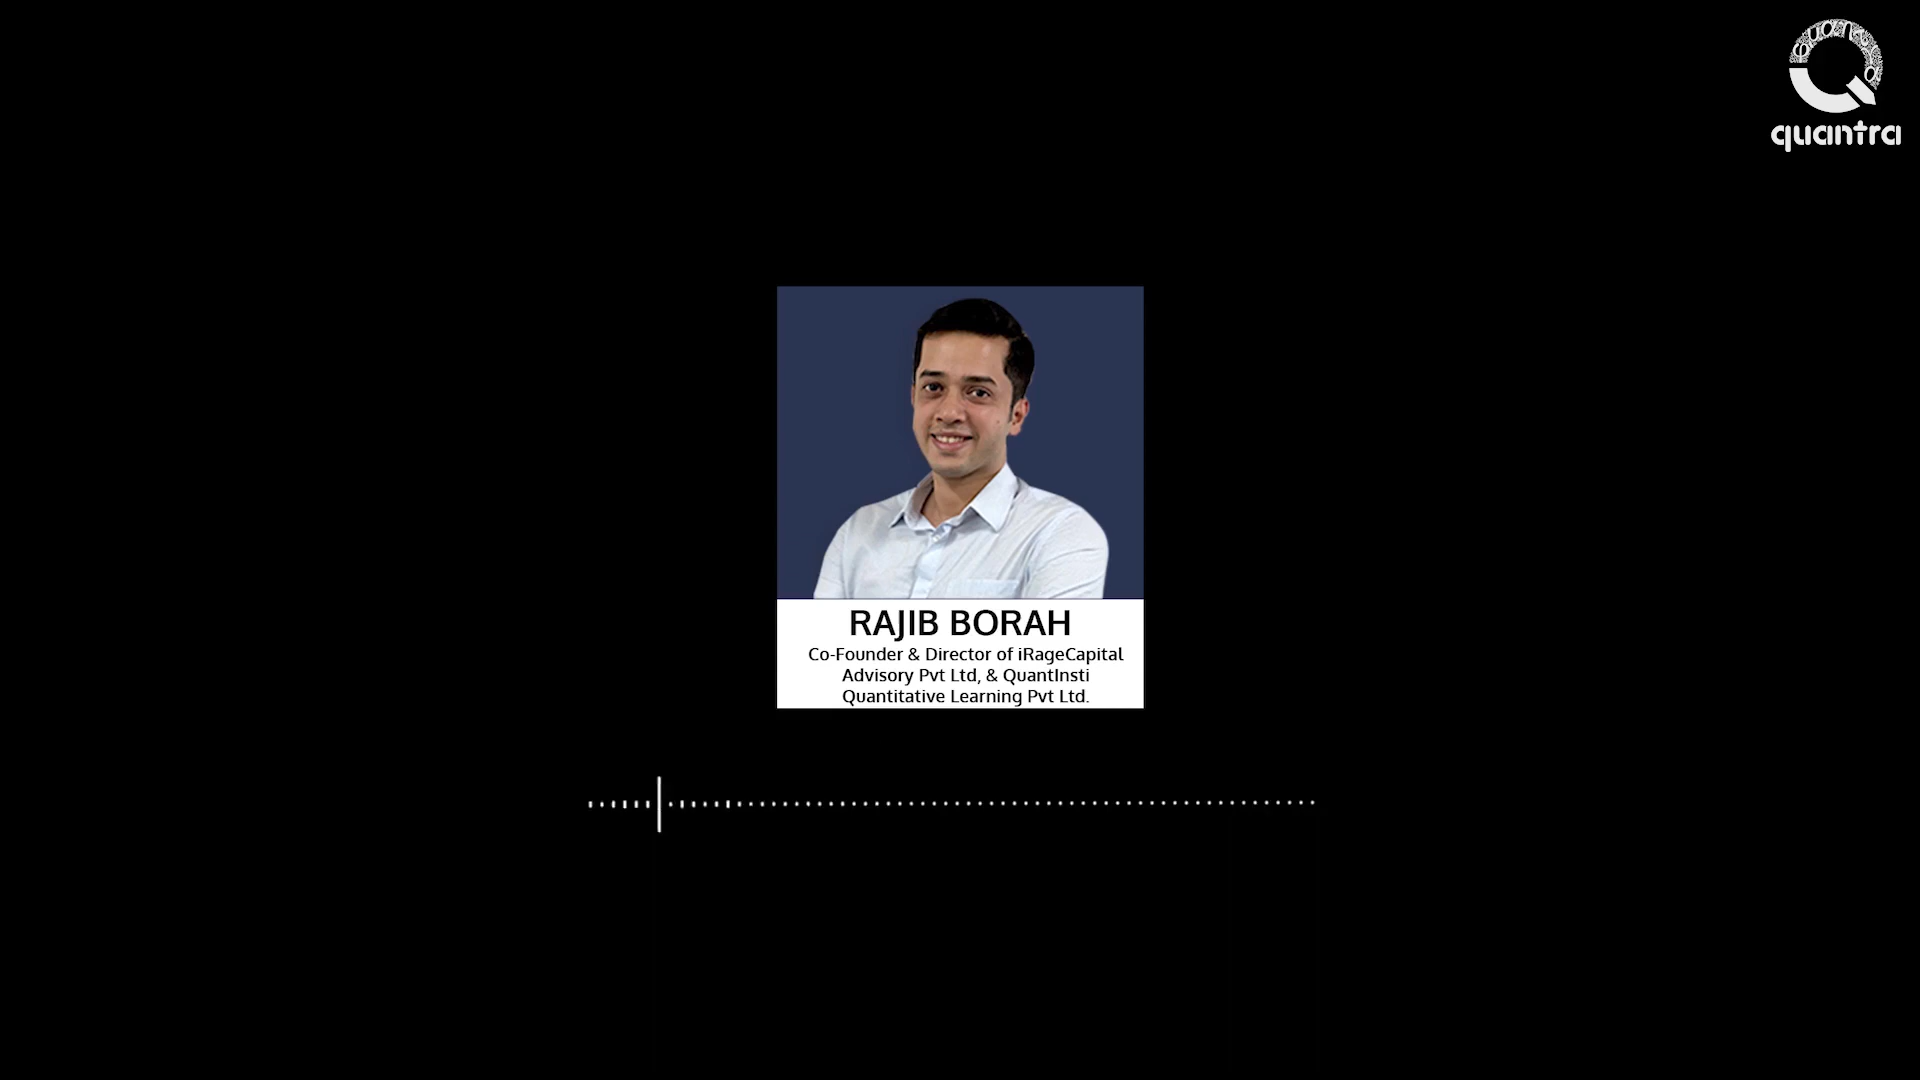 quantra
RAJIB BORAH
Co-Founder & Director of iRageCapital
Advisory Pvt Ltd, & QuantInsti
Quantitative Learning Pvt Ltd.